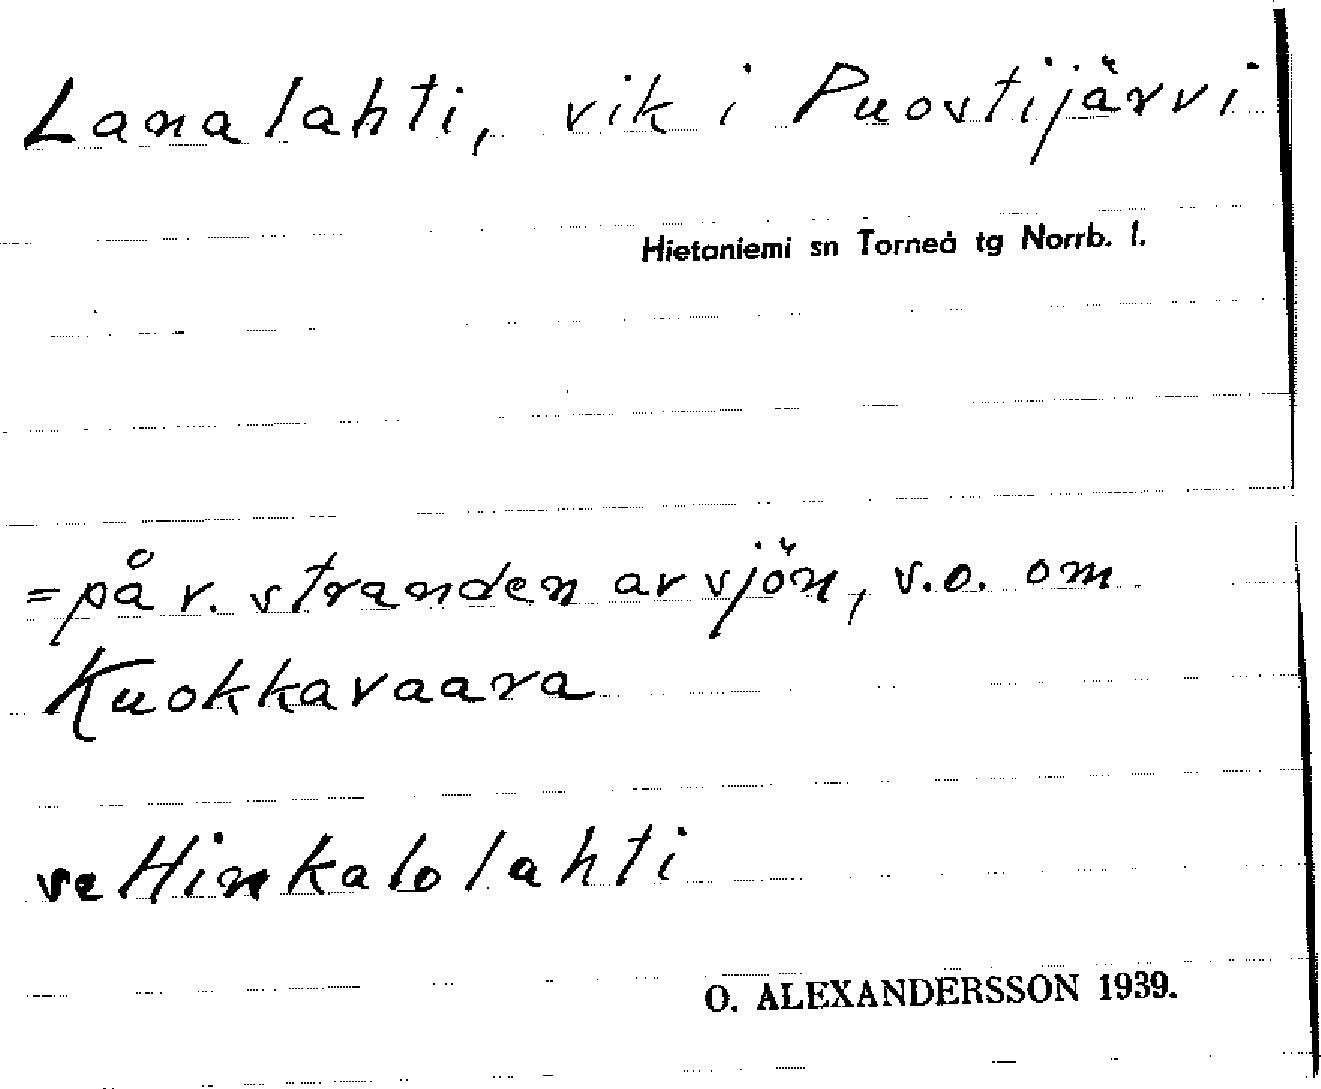 Lanalahti, vik i Puostijärvi
Hietaniemi sn Torneå tg Norrb. l.
=på v. stranden av sjön, s.o. om
Kuokkavaara
se Hinkalolahti
O. ALEXANDERSSON 1939.